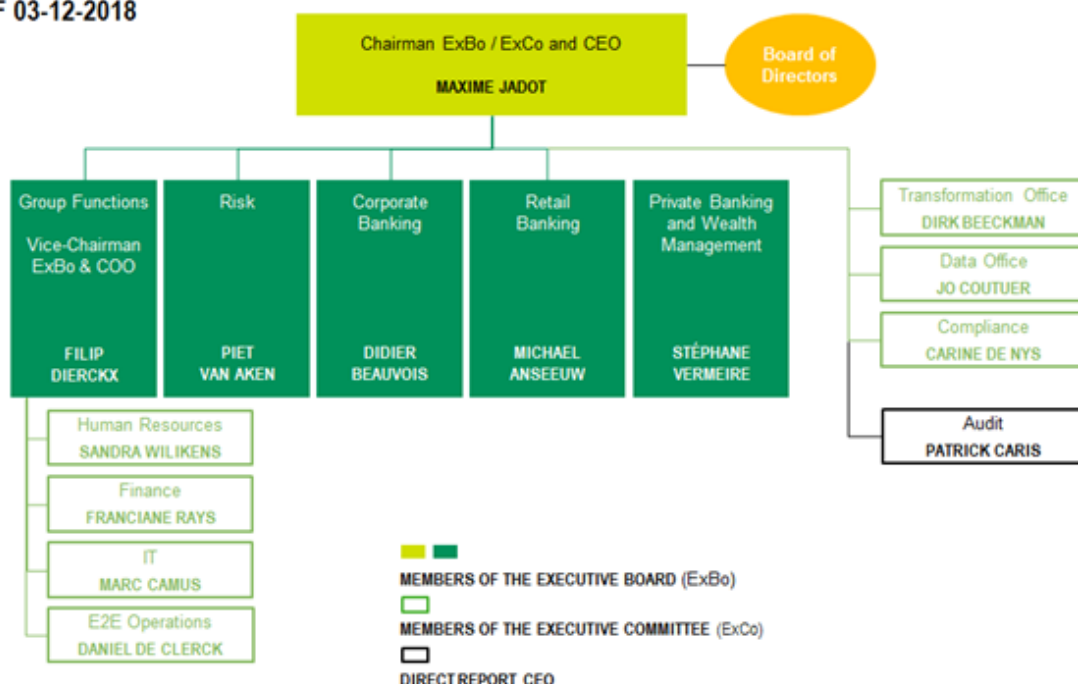 F 03-12-2018
Chairman ExBo / ExCo and CEO
MAXIME JADOT
Board of
Directors
Group Functions
Vice-Chairman
ExBo & COO
FILIP
DIERCKX
Risk
PIET
VAN AKEN
Corporate
Banking
DIDIER
BEAUVOIS
Retail
Banking
MICHAEL
ANSEEUW
Private Banking
and Wealth
Management
STÉPHANE
VERMEIRE
Transformation Office
DIRK BEECKMAN
Data Office
JO COUTUER
Compliance
CARINE DE NYS
Audit
PATRICK CARIS
Human Resources
SANDRA WILIKENS
Finance
FRANCIANE RAYS
IT
MARC CAMUS
E2E Operations
DANIEL DE CLERCK
MEMBERS OF THE EXECUTIVE BOARD (ExBo)
MEMBERS OF THE EXECUTIVE COMMITTEE (ExCo)
DIRECT REPORT CEO